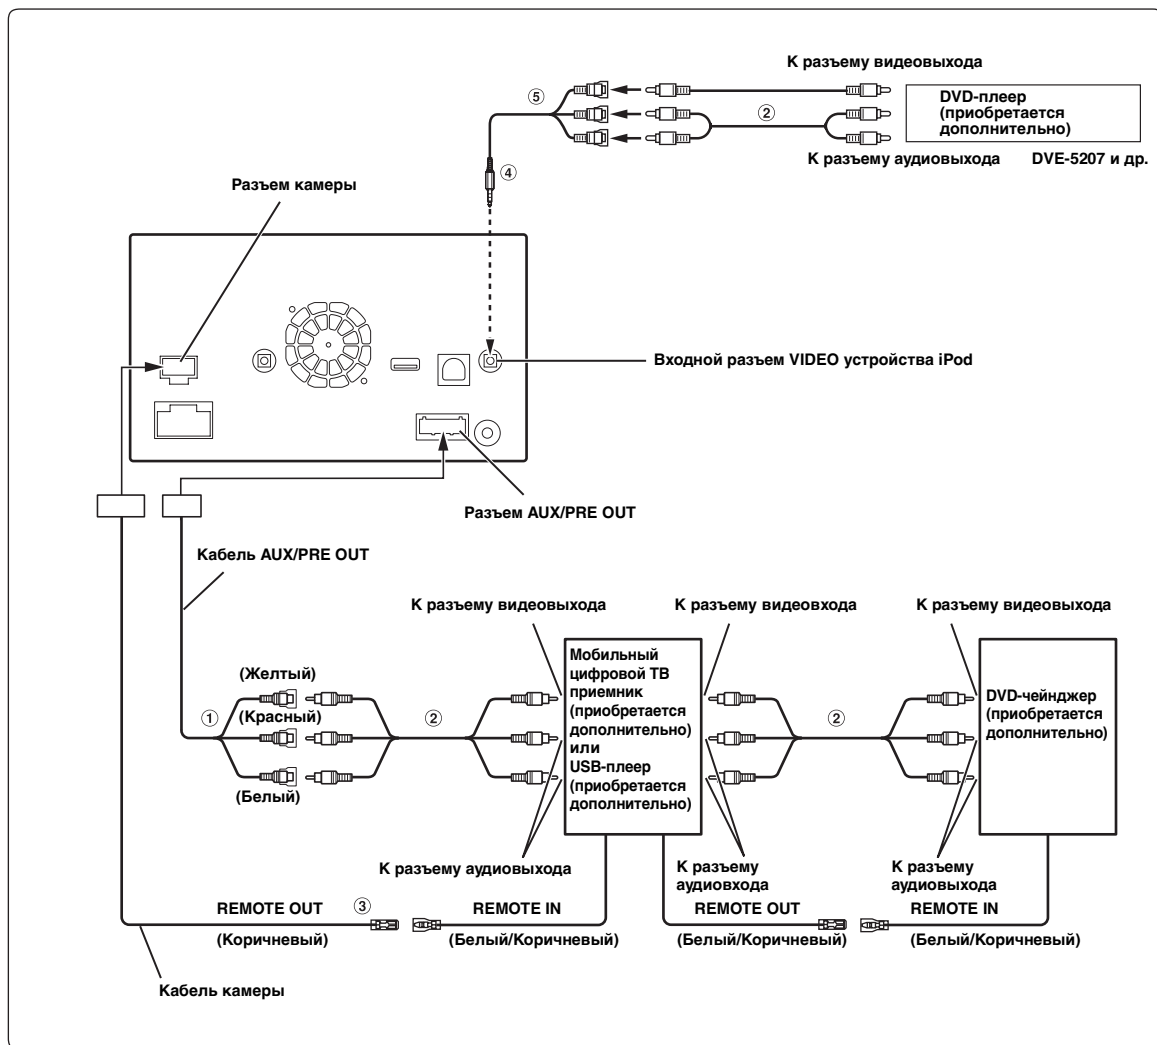 К разъему видеовыхода
⑤
②
DVD-плеер
(приобретается
дополнительно)
К разъему аудиовыхода
DVE-5207 и др.
④
Разъем камеры
Входной разъем VIDEO устройства iPod
Разъем AUX/PRE OUT
Кабель AUX/PRE OUT
К разъему видеовыхода
К разъему видеовхода
К разъему видеовыхода
(Желтый)
①
(Красный)
(Белый)
②
Мобильный
цифровой ТВ
приемник
(приобретается
дополнительно)
или
USB-плеер
(приобретается
дополнительно)
②
DVD-чейнджер
(приобретается
дополнительно)
К разъему аудиовыхода
К разъему
аудиовхода
К разъему
аудиовыхода
REMOTE OUT
③
REMOTE IN
REMOTE OUT
REMOTE IN
(Коричневый)
(Белый/Коричневый)
(Белый/Коричневый)
(Белый/Коричневый)
Кабель камеры